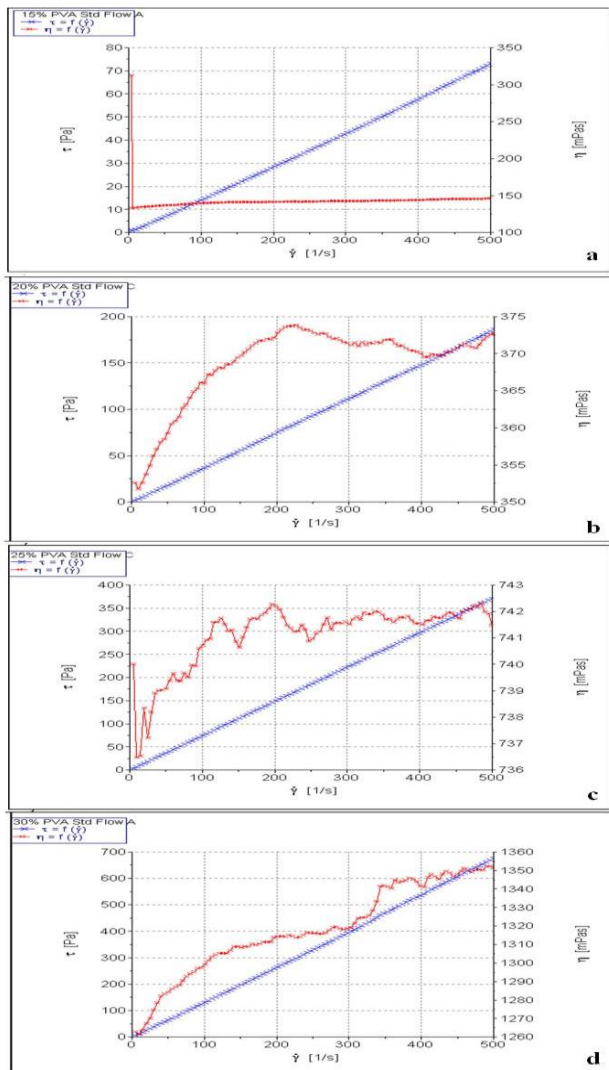 15% PVA Std Flow A
τ = f (γ̇)
η = f (γ̇)
80 350
70
60 300
50
250
40
30 200
20
150
10
0 100
0 100 200 300 400 500
τ [Pa]
η [mPas]
γ̇ [1/s]
a
20% PVA Std Flow C
τ = f (γ̇)
η = f (γ̇)
200 375
150 370
365
100
360
50
355
0 350
0 100 200 300 400 500
τ [Pa]
η [mPas]
γ̇ [1/s]
b
25% PVA Std Flow C
τ = f (γ̇)
η = f (γ̇)
400 743
350 742
300 741
250
740
200
739
150
100 738
50 737
0 736
0 100 200 300 400 500
τ [Pa]
η [mPas]
γ̇ [1/s]
c
30% PVA Std Flow A
τ = f (γ̇)
η = f (γ̇)
700 1360
600 1350
1340
500
1330
400 1320
300 1310
1300
200
1290
100 1280
1270
0 1260
0 100 200 300 400 500
τ [Pa]
η [mPas]
γ̇ [1/s]
d